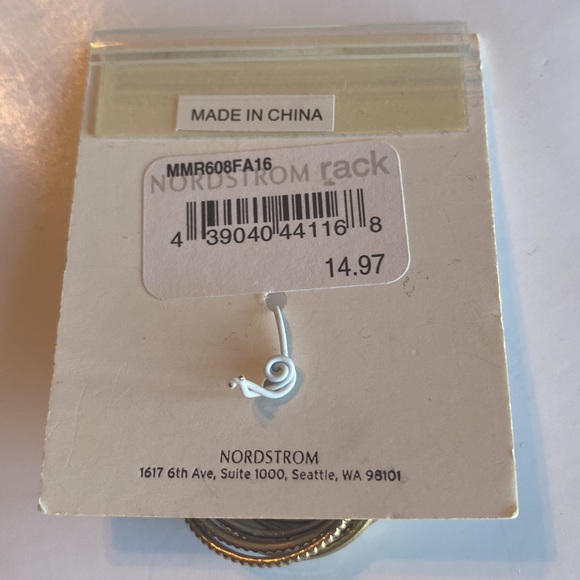 MADE IN CHINA
MMR608FA16
NORDSTROM rack
4 39040 44116 8
14.97
NORDSTROM
1617 6th Ave, Suite 1000, Seattle, WA 98101